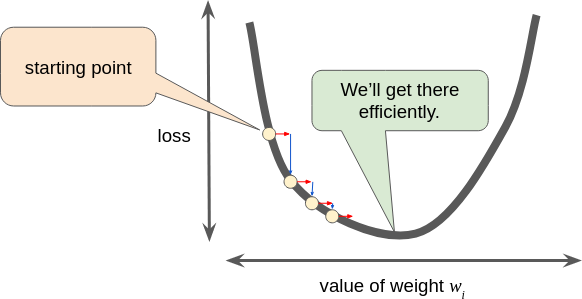 starting point
We'll get there
efficiently.
loss
value of weight wᵢ